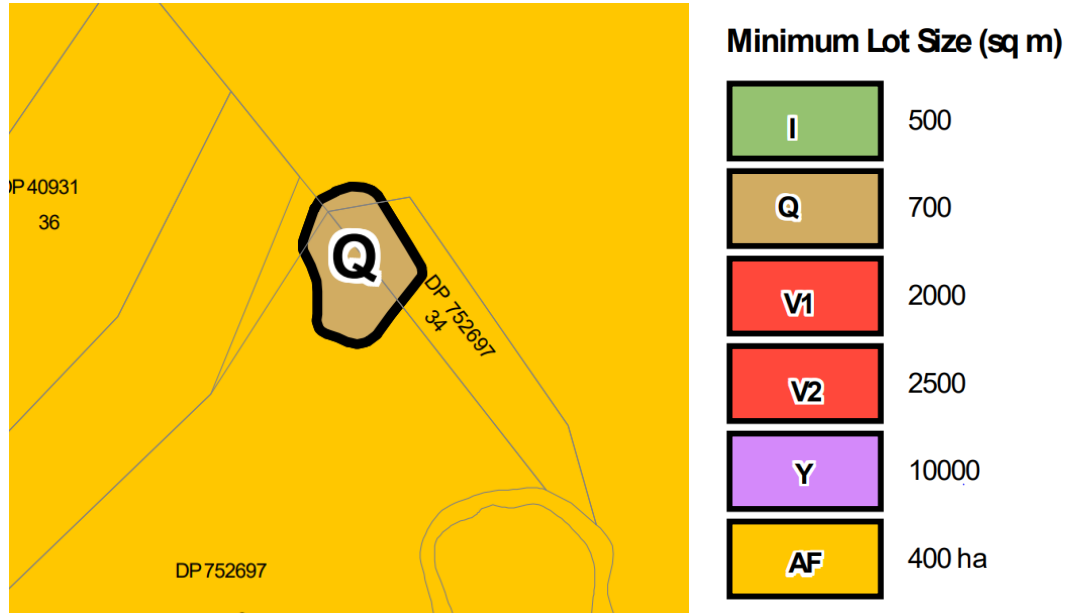 DP 40931
36
Q
DP 752697
34
DP 752697
Minimum Lot Size (sq m)
I 500
Q 700
V1 2000
V2 2500
Y 10000
AF 400 ha